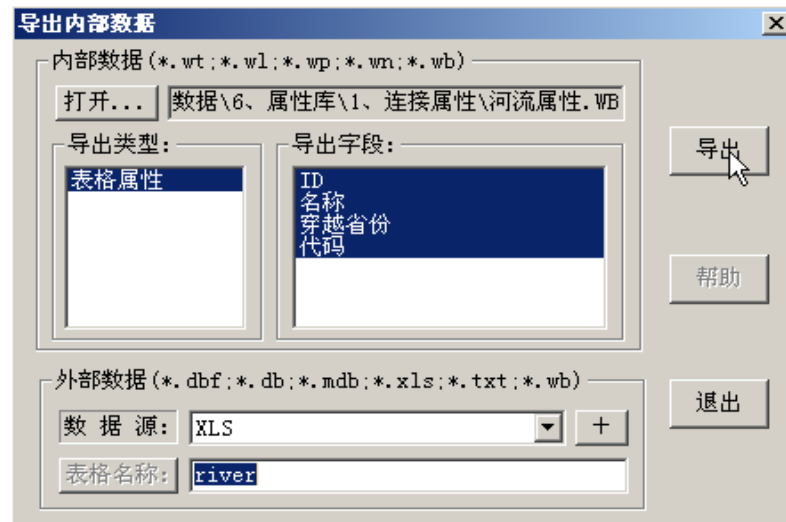 导出内部数据
内部数据(*.wt;*.wl;*.wp;*.wn;*.wb)
打开... 数据\6、属性库\1、连接属性\河流属性.WB
导出类型: 导出字段:
导出
表格属性 ID
名称
穿越省份
代码
帮助
外部数据(*.dbf;*.db;*.mdb;*.xls;*.txt;*.wb)
退出
数 据 源: XLS +
表格名称: river